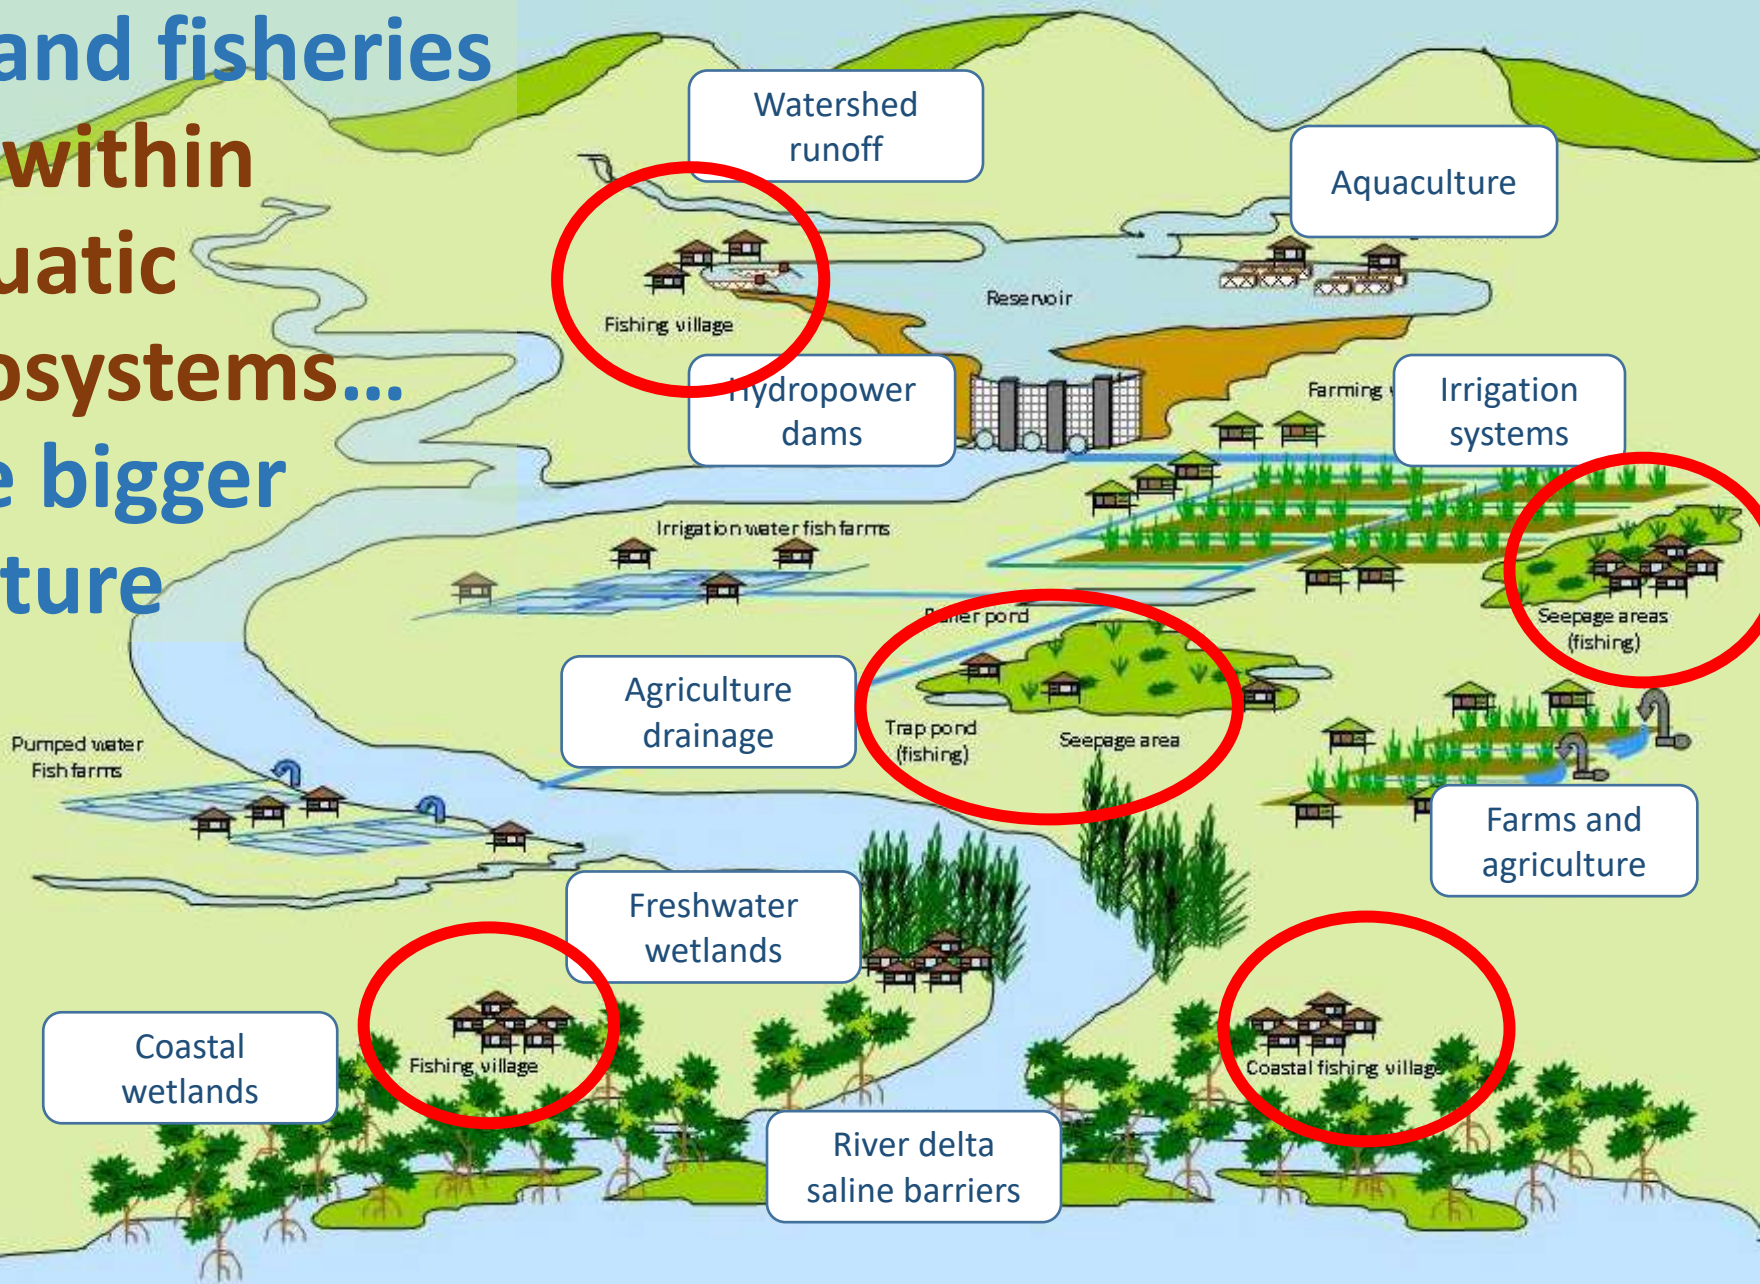 and fisheries
within
uatic
osystems…
e bigger
ture
Watershed
runoff
Aquaculture
Reservoir
Fishing village
Hydropower
dams
Farming
Irrigation
systems
Irrigation water fish farms
Seepage areas
(fishing)
pond
Agriculture
drainage
Trap pond
(fishing)
Seepage area
Pumped water
Fish farms
Farms and
agriculture
Freshwater
wetlands
Coastal
wetlands
Fishing village
Coastal fishing village
River delta
saline barriers